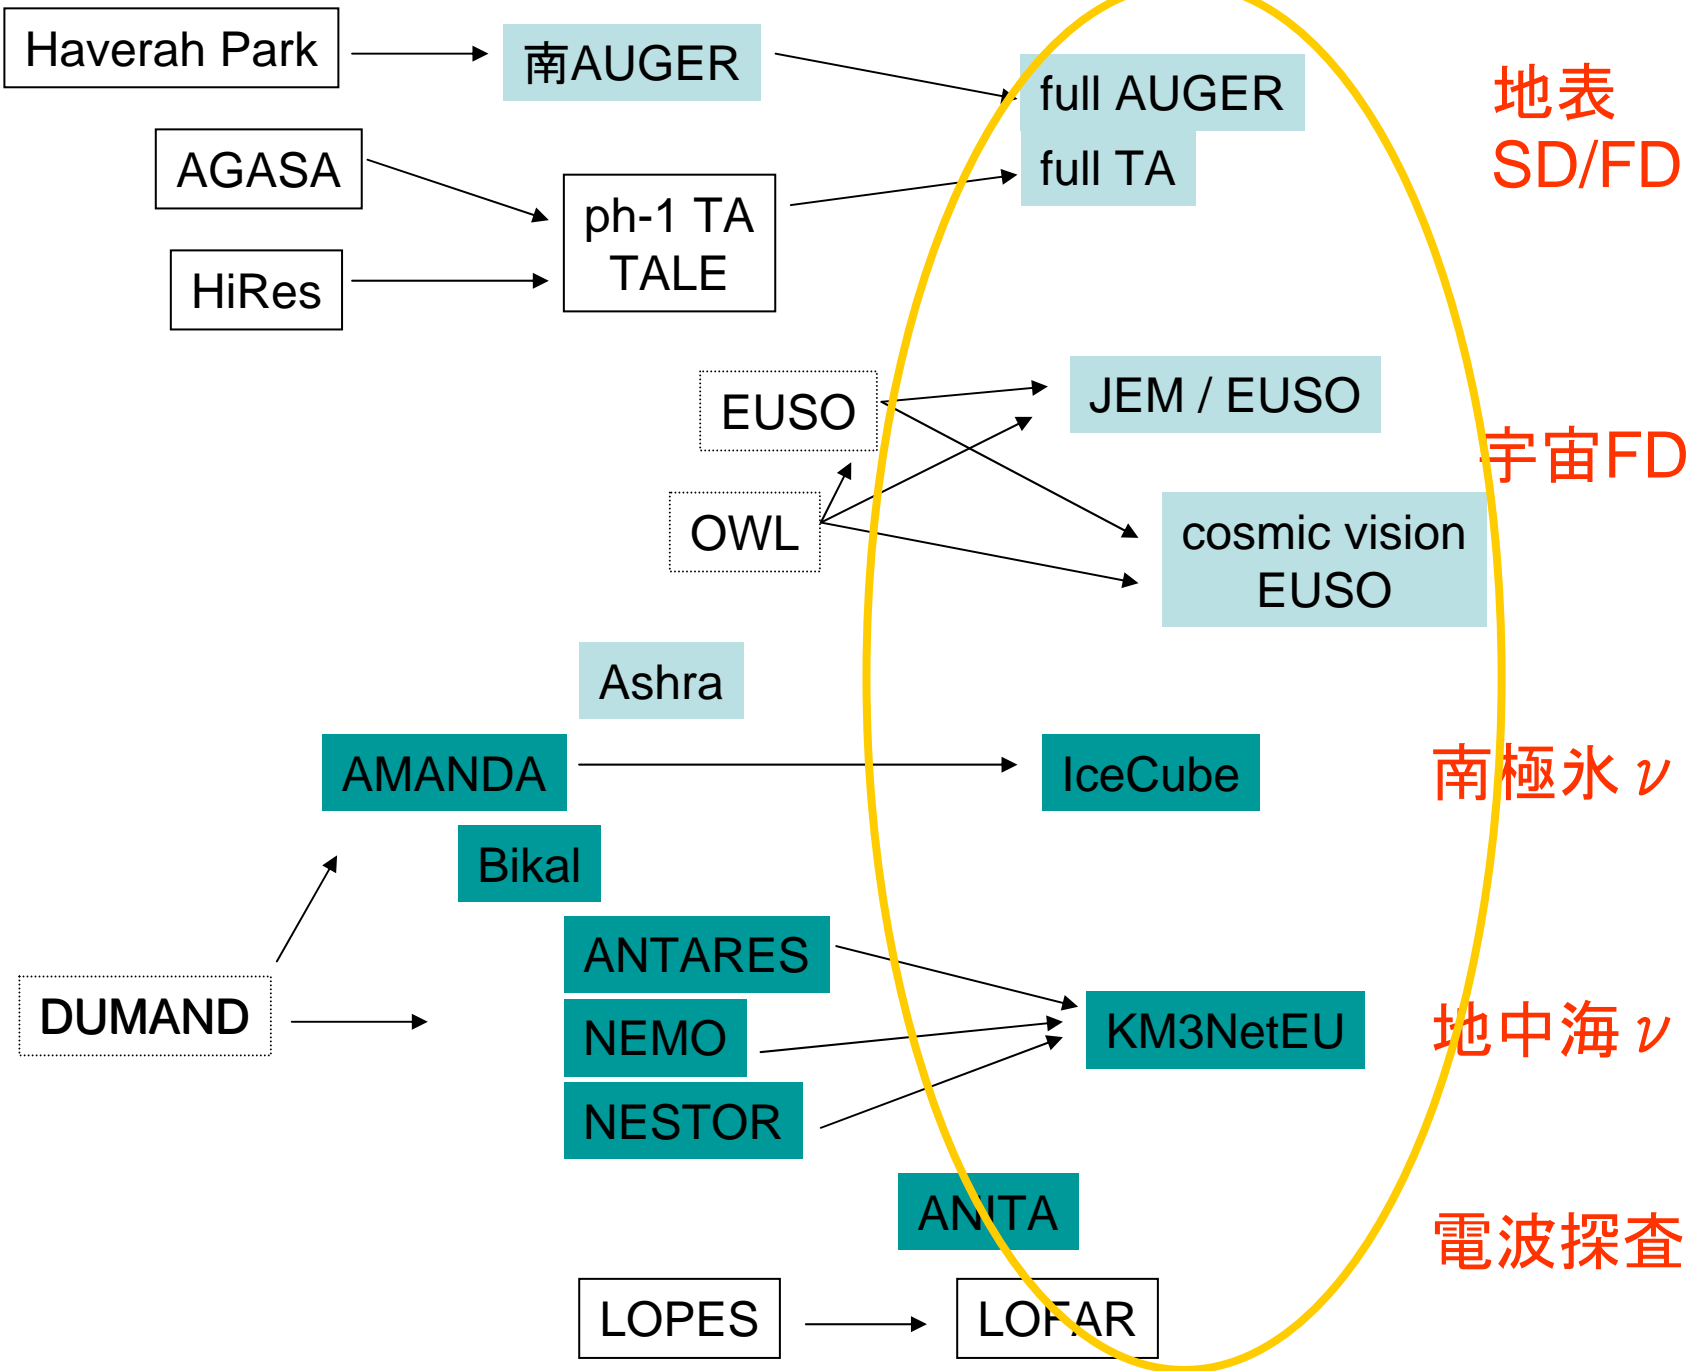 Haverah Park
南AUGER
full AUGER
地表
SD/FD
AGASA
full TA
ph-1 TA
TALE
HiRes
EUSO
JEM / EUSO
宇宙FD
OWL
cosmic vision
EUSO
Ashra
AMANDA
IceCube
南極氷ν
Bikal
ANTARES
DUMAND
NEMO
KM3NetEU
地中海ν
NESTOR
ANITA
電波探査
LOPES
LOFAR